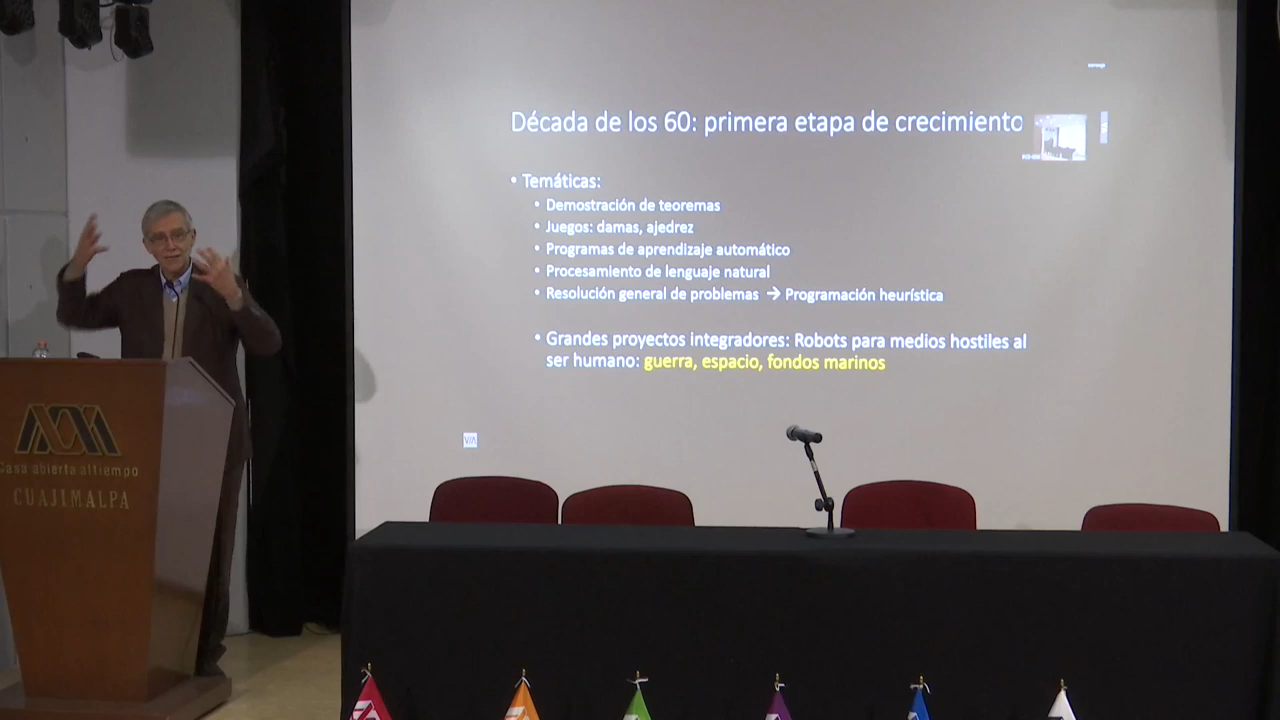 Década de los 60: primera etapa de crecimiento
• Temáticas:
• Demostración de teoremas
• Juegos: damas, ajedrez
• Programas de aprendizaje automático
• Procesamiento de lenguaje natural
• Resolución general de problemas → Programación heurística
• Grandes proyectos integradores: Robots para medios hostiles al
ser humano: guerra, espacio, fondos marinos
Casa abierta al tiempo
CUAJIMALPA